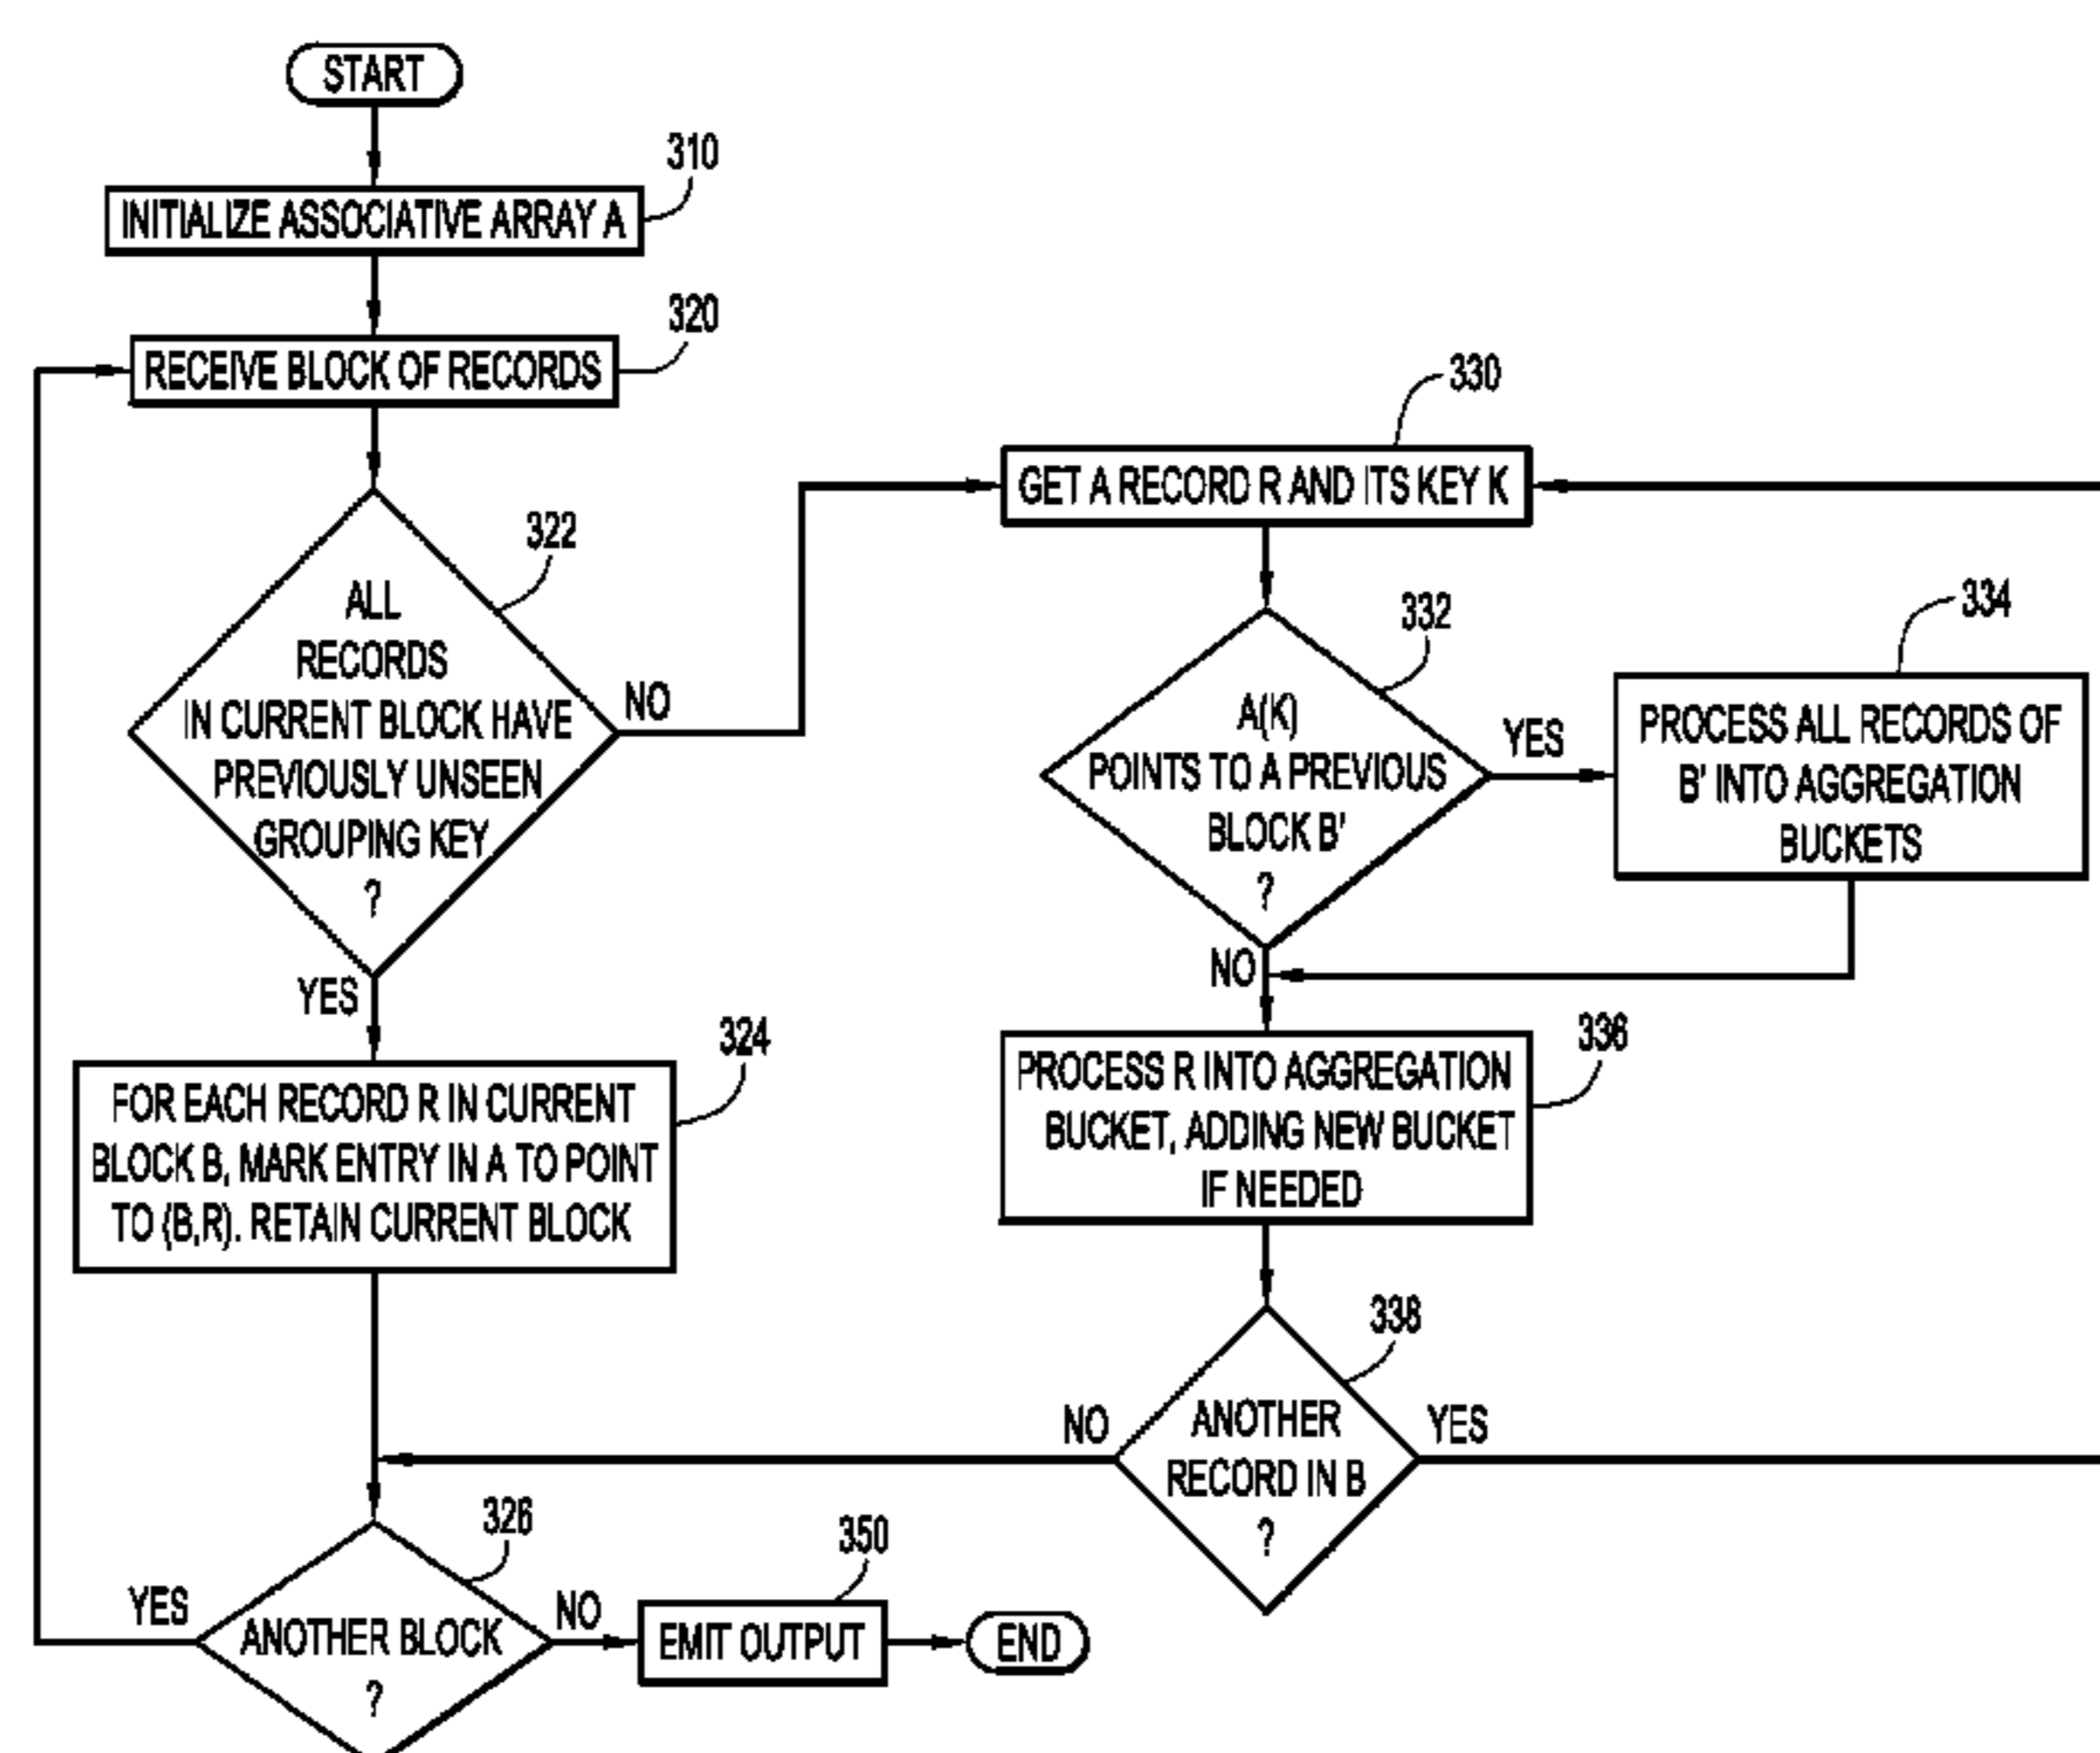 START
310
INITIALIZE ASSOCIATIVE ARRAY A
320
RECEIVE BLOCK OF RECORDS
322
ALL
RECORDS
IN CURRENT BLOCK HAVE
PREVIOUSLY UNSEEN
GROUPING KEY
?
NO
YES
324
FOR EACH RECORD R IN CURRENT
BLOCK B, MARK ENTRY IN A TO POINT
TO (B,R). RETAIN CURRENT BLOCK
326
ANOTHER BLOCK
?
YES
NO
350
EMIT OUTPUT
END
330
GET A RECORD R AND ITS KEY K
332
A(K)
POINTS TO A PREVIOUS
BLOCK B'
?
YES
NO
334
PROCESS ALL RECORDS OF
B' INTO AGGREGATION
BUCKETS
336
PROCESS R INTO AGGREGATION
BUCKET, ADDING NEW BUCKET
IF NEEDED
338
ANOTHER
RECORD IN B
?
NO
YES